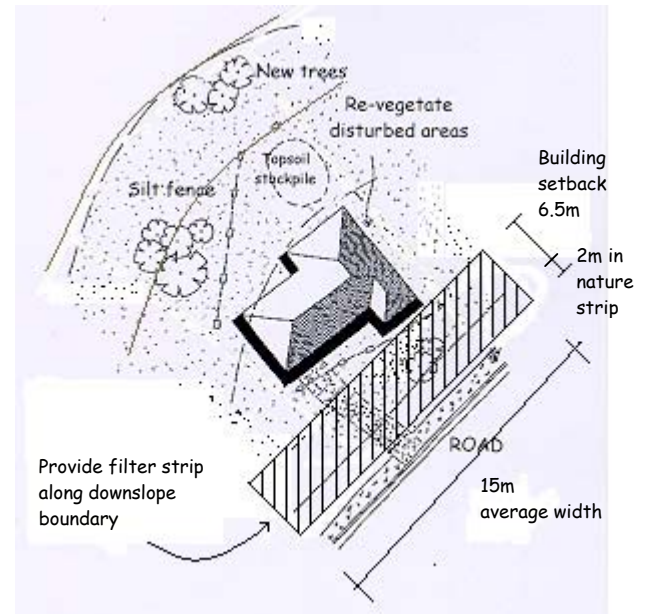 New trees
Re-vegetate
disturbed areas
Topsoil
stockpile
Silt fence
Building
setback
6.5m
2m in
nature
strip
ROAD
15m
average width
Provide filter strip
along downslope
boundary